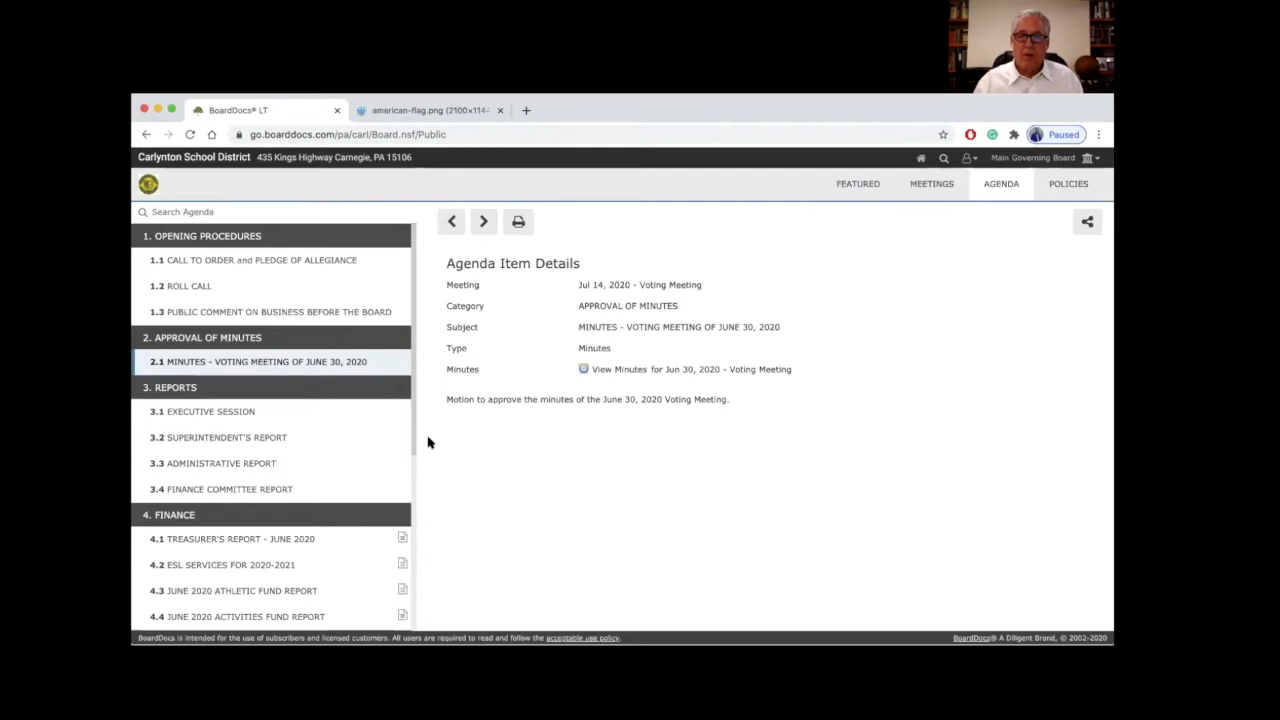 BoardDocs® LT
american-flag.png (2100×114
go.boarddocs.com/pa/carl/Board.nsf/Public
Paused
Carlynton School District 435 Kings Highway Carnegie, PA 15106
Main Governing Board
FEATURED MEETINGS AGENDA POLICIES
Search Agenda
1. OPENING PROCEDURES
1.1 CALL TO ORDER and PLEDGE OF ALLEGIANCE
1.2 ROLL CALL
1.3 PUBLIC COMMENT ON BUSINESS BEFORE THE BOARD
2. APPROVAL OF MINUTES
2.1 MINUTES - VOTING MEETING OF JUNE 30, 2020
3. REPORTS
3.1 EXECUTIVE SESSION
3.2 SUPERINTENDENT'S REPORT
3.3 ADMINISTRATIVE REPORT
3.4 FINANCE COMMITTEE REPORT
4. FINANCE
4.1 TREASURER'S REPORT - JUNE 2020
4.2 ESL SERVICES FOR 2020-2021
4.3 JUNE 2020 ATHLETIC FUND REPORT
4.4 JUNE 2020 ACTIVITIES FUND REPORT
Agenda Item Details
Meeting Jul 14, 2020 - Voting Meeting
Category APPROVAL OF MINUTES
Subject MINUTES - VOTING MEETING OF JUNE 30, 2020
Type Minutes
Minutes View Minutes for Jun 30, 2020 - Voting Meeting
Motion to approve the minutes of the June 30, 2020 Voting Meeting.
BoardDocs is intended for the use of subscribers and licensed customers. All users are required to read and follow the acceptable use policy.
BoardDocs® A Diligent Brand, © 2002-2020